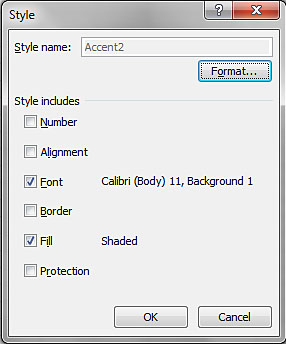 Style
Style name: Accent2
Format...
Style includes
Number
Alignment
Font Calibri (Body) 11, Background 1
Border
Fill Shaded
Protection
OK Cancel